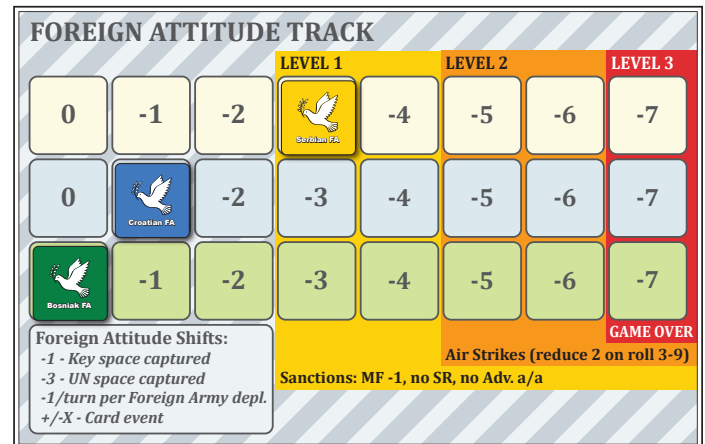 FOREIGN ATTITUDE TRACK
LEVEL 1 LEVEL 2 LEVEL 3
0 -1 -2 Serbian FA -4 -5 -6 -7
0 Croatian FA -2 -3 -4 -5 -6 -7
Bosniak FA -1 -2 -3 -4 -5 -6 -7
GAME OVER
Air Strikes (reduce 2 on roll 3-9)
Sanctions: MF -1, no SR, no Adv. a/a
Foreign Attitude Shifts:
-1 - Key space captured
-3 - UN space captured
-1/turn per Foreign Army depl.
+/-X - Card event